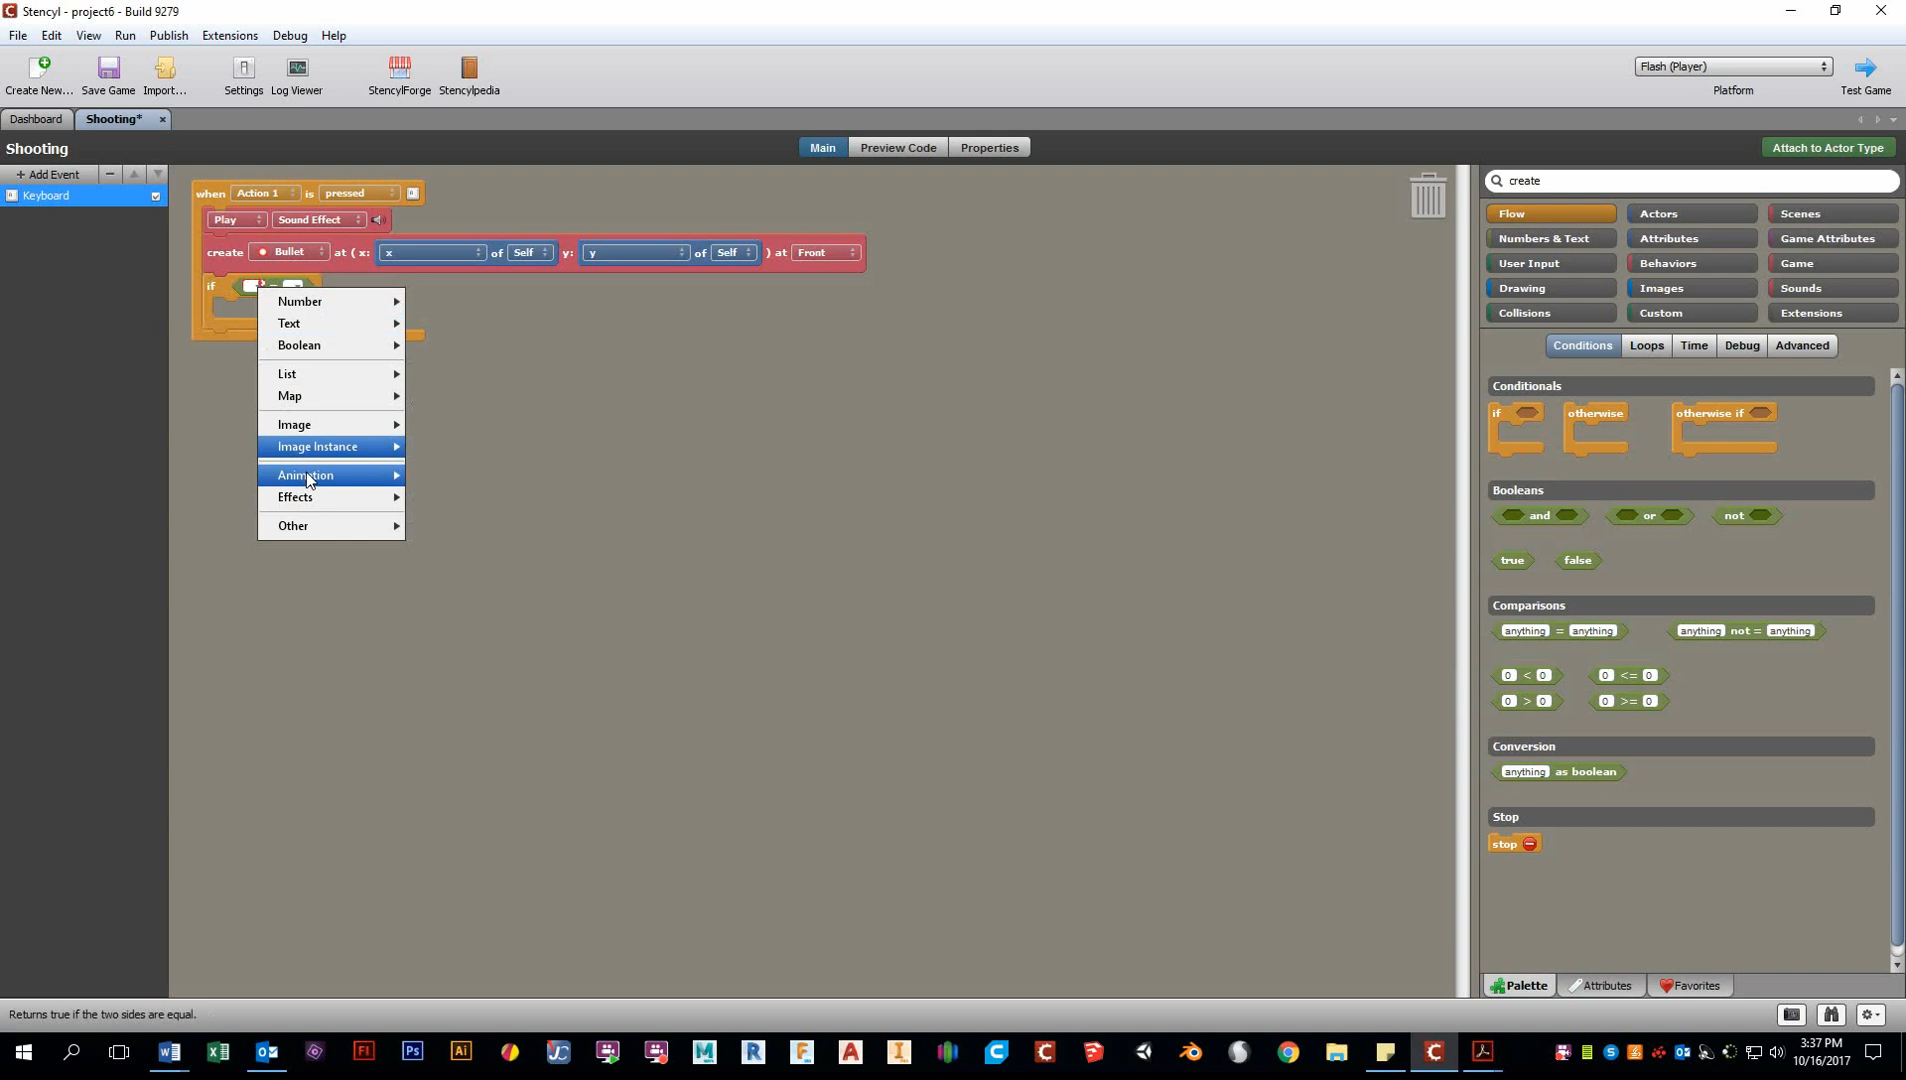 Stencyl - project6 - Build 9279
File Edit View Run Publish Extensions Debug Help
Create New... Save Game Import... Settings Log Viewer StencylForge Stencylpedia
Flash (Player)
Platform
Test Game
Dashboard Shooting*
Shooting
Main Preview Code Properties
Attach to Actor Type
+ Add Event
Keyboard
when Action 1 is pressed
Play Sound Effect
create Bullet at ( x: x of Self y: y of Self ) at Front
if =
Number
Text
Boolean
List
Map
Image
Image Instance
Animation
Effects
Other
create
Flow Actors Scenes
Numbers & Text Attributes Game Attributes
User Input Behaviors Game
Drawing Images Sounds
Collisions Custom Extensions
Conditions Loops Time Debug Advanced
Conditionals
if otherwise otherwise if
Booleans
and or not
true false
Comparisons
anything = anything anything not = anything
0 < 0 0 <= 0
0 > 0 0 >= 0
Conversion
anything as boolean
Stop
stop
Palette Attributes Favorites
Returns true if the two sides are equal.
3:37 PM
10/16/2017